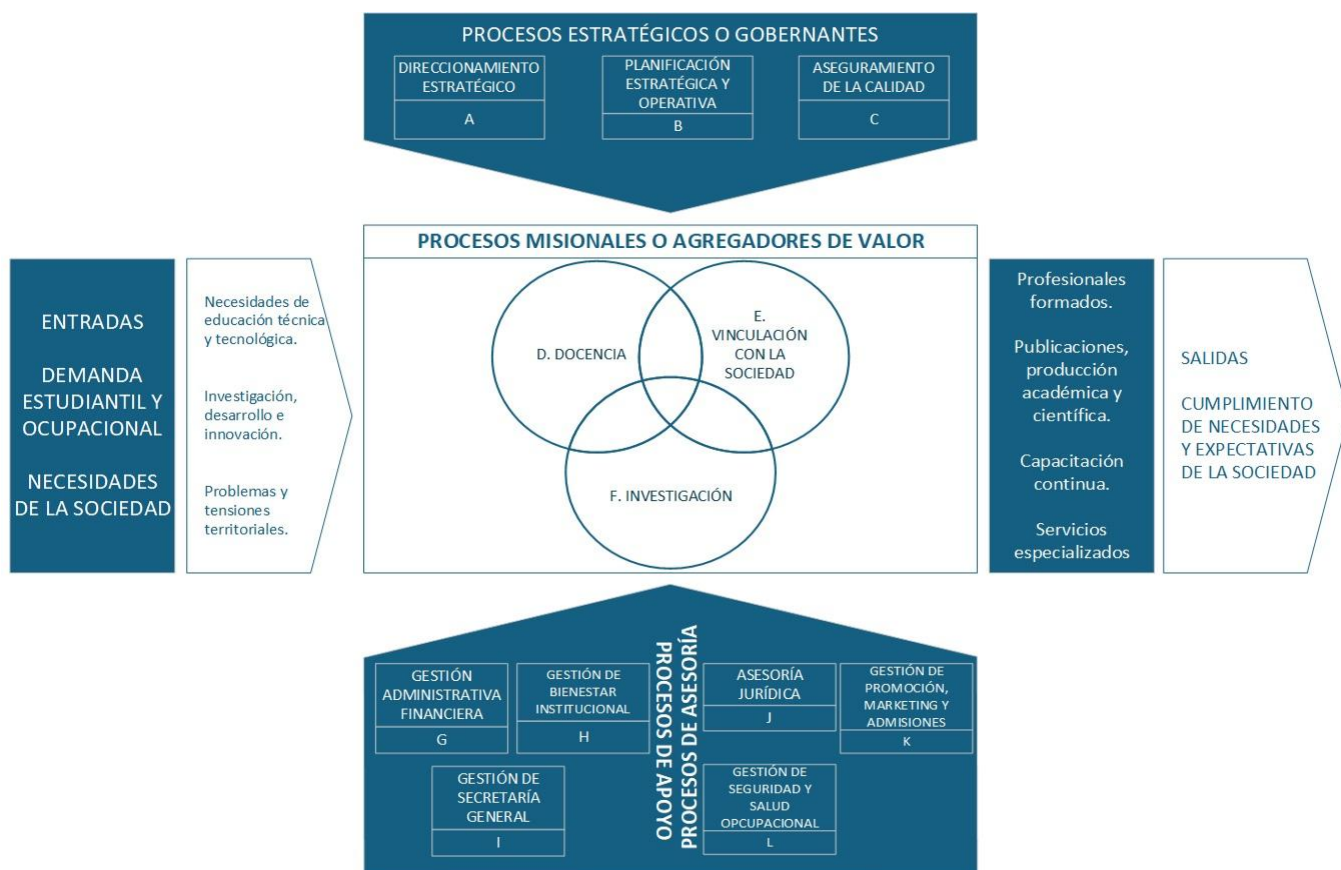 PROCESOS ESTRATÉGICOS O GOBERNANTES
DIRECCIONAMIENTO
ESTRATÉGICO
A
PLANIFICACIÓN
ESTRATÉGICA Y
OPERATIVA
B
ASEGURAMIENTO
DE LA CALIDAD
C
PROCESOS MISIONALES O AGREGADORES DE VALOR
ENTRADAS
DEMANDA
ESTUDIANTIL Y
OCUPACIONAL
NECESIDADES
DE LA SOCIEDAD
Necesidades de
educación técnica
y tecnológica.
Investigación,
desarrollo e
innovación.
Problemas y
tensiones
territoriales.
D. DOCENCIA
E.
VINCULACIÓN
CON LA
SOCIEDAD
F. INVESTIGACIÓN
Profesionales
formados.
Publicaciones,
producción
académica y
científica.
Capacitación
continua.
Servicios
especializados
SALIDAS
CUMPLIMIENTO
DE NECESIDADES
Y EXPECTATIVAS
DE LA SOCIEDAD
GESTIÓN
ADMINISTRATIVA
FINANCIERA
G
GESTIÓN DE
BIENESTAR
INSTITUCIONAL
H
GESTIÓN DE
SECRETARÍA
GENERAL
I
PROCESOS DE APOYO
PROCESOS DE ASESORÍA
ASESORÍA
JURÍDICA
J
GESTIÓN DE
PROMOCIÓN,
MARKETING Y
ADMISIONES
K
GESTIÓN DE
SEGURIDAD Y
SALUD
OPCUPACIONAL
L